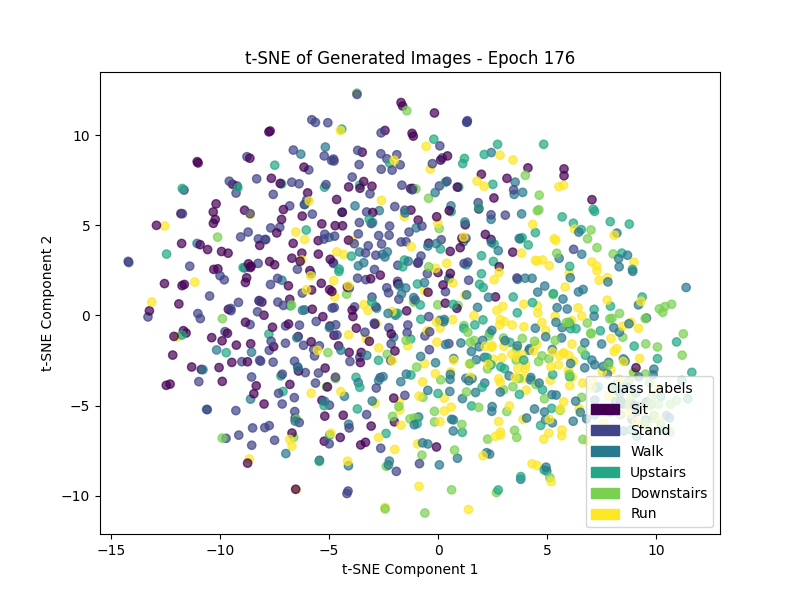 t-SNE of Generated Images - Epoch 176
t-SNE Component 2
10
5
0
−5
−10
−15
−10
−5
0
5
10
t-SNE Component 1
Class Labels
Sit
Stand
Walk
Upstairs
Downstairs
Run